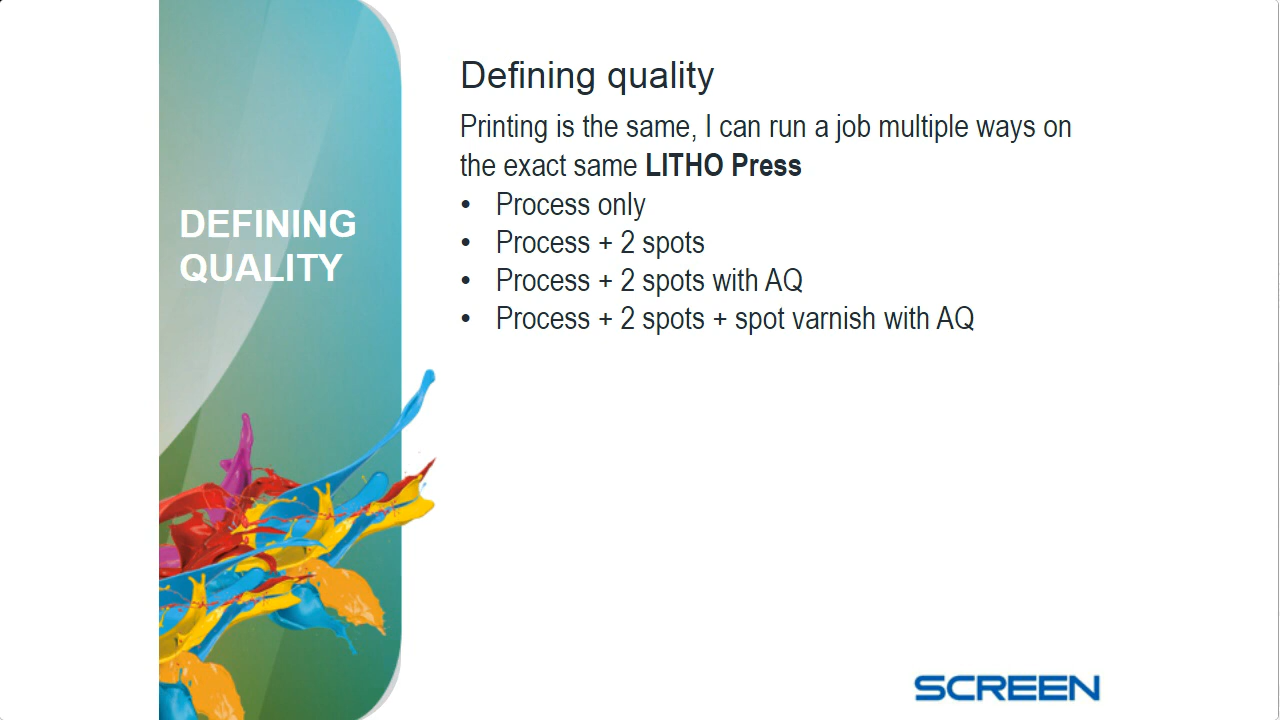 DEFINING
QUALITY
Defining quality
Printing is the same, I can run a job multiple ways on
the exact same LITHO Press
• Process only
• Process + 2 spots
• Process + 2 spots with AQ
• Process + 2 spots + spot varnish with AQ
SCREEN